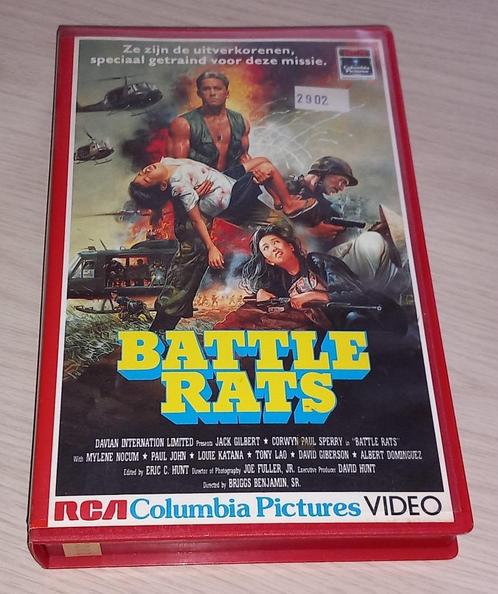 Ze zijn de uitverkorenen,
speciaal getraind voor deze missie.
Columbia
Pictures
2902
BATTLE
RATS
DAVIAN INTERNATION LIMITED Presents JACK GILBERT ★ CORWYN PAUL SPERRY in "BATTLE RATS"
With MYLENE NOCUM ★ PAUL JOHN ★ LOUIE KATANA ★ TONY LAO ★ DAVID GIBERSON ★ ALBERT DOMINGUEZ
Edited by ERIC C. HUNT Director of Photography JOE FULLER, JR. Executive Producer DAVID HUNT
Directed by BRIGGS BENJAMIN, SR.
RCA Columbia Pictures VIDEO